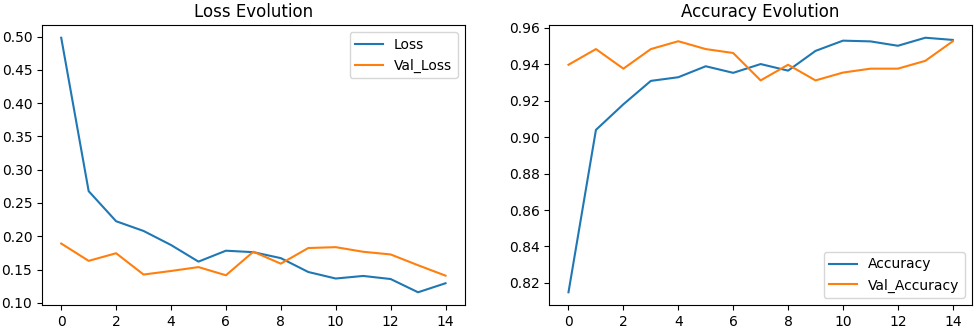 Loss Evolution
0.50
0.45
0.40
0.35
0.30
0.25
0.20
0.15
0.10
0 2 4 6 8 10 12 14
Loss
Val_Loss
Accuracy Evolution
0.96
0.94
0.92
0.90
0.88
0.86
0.84
0.82
0 2 4 6 8 10 12 14
Accuracy
Val_Accuracy